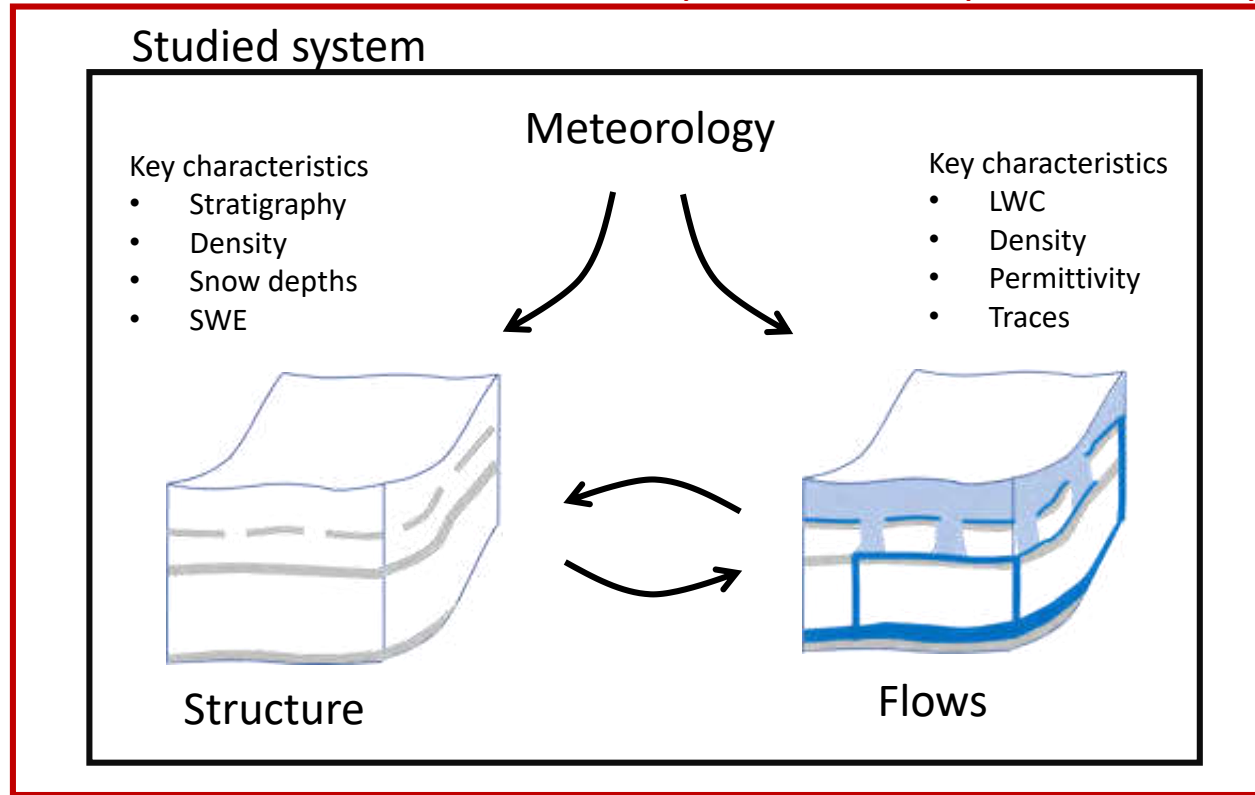 Studied system
Meteorology
Key characteristics
• Stratigraphy
• Density
• Snow depths
• SWE
Key characteristics
• LWC
• Density
• Permittivity
• Traces
Structure
Flows